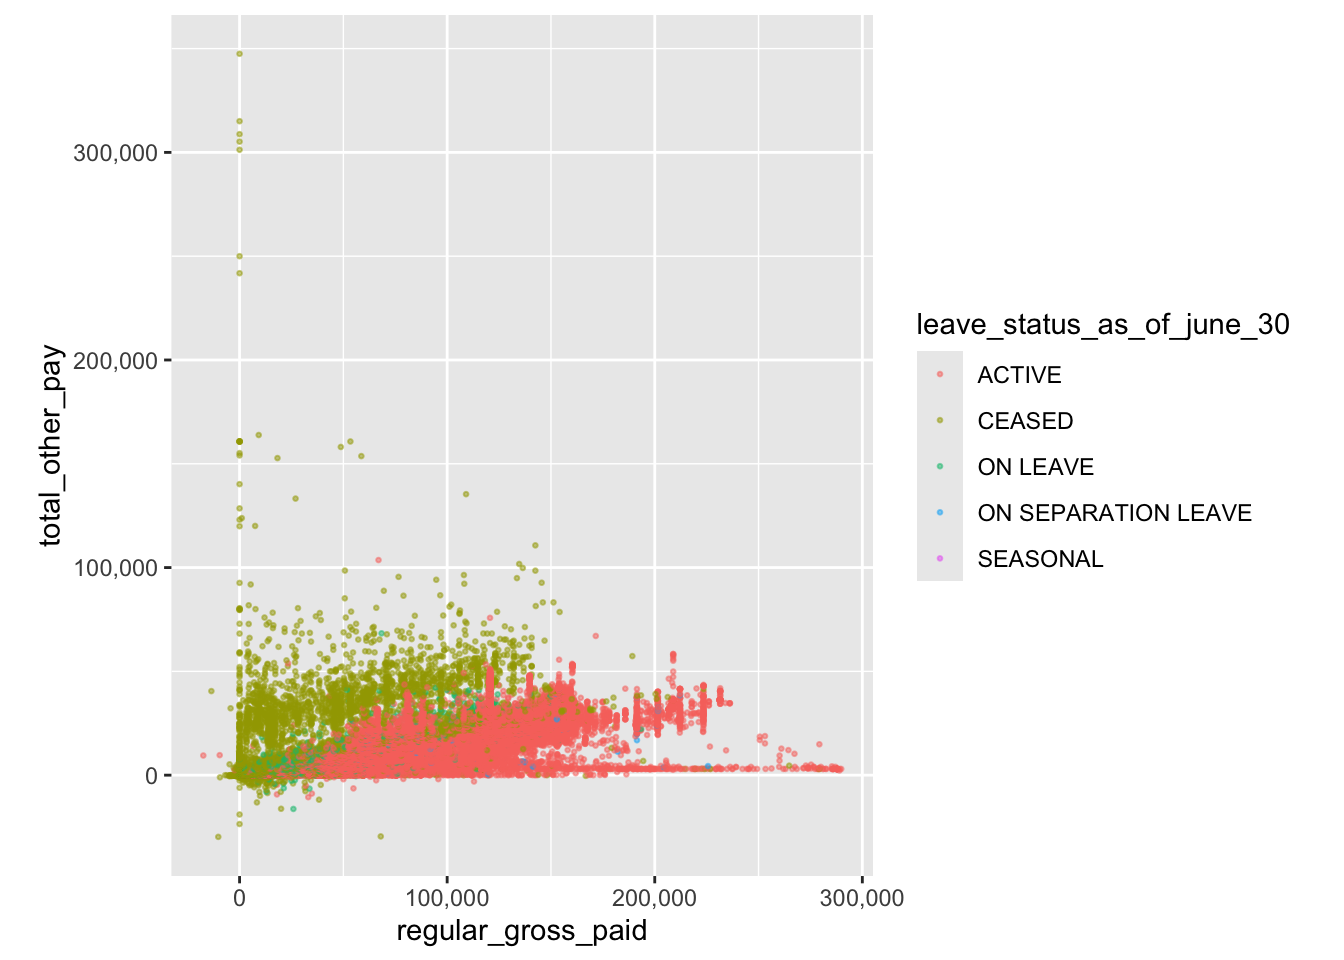 300,000
200,000
100,000
0
total_other_pay
0
100,000
200,000
300,000
regular_gross_paid
leave_status_as_of_june_30
ACTIVE
CEASED
ON LEAVE
ON SEPARATION LEAVE
SEASONAL